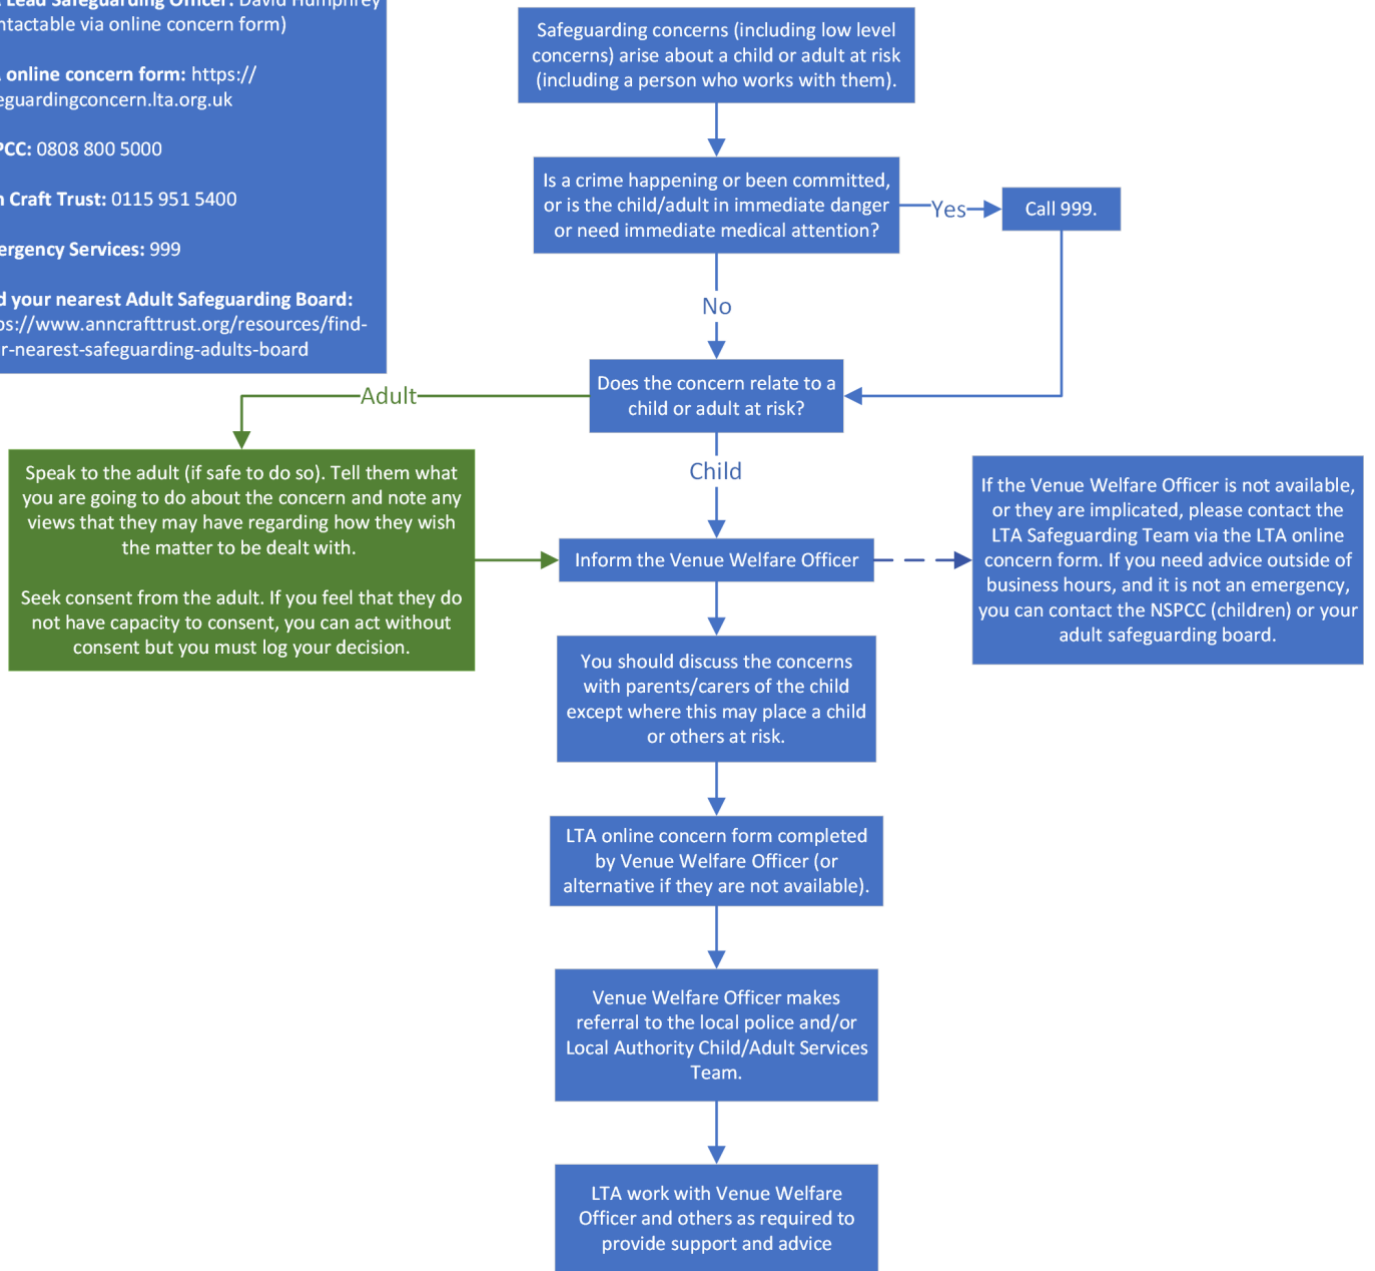 Lead Safeguarding Officer: David Humphrey
ntactable via online concern form)
online concern form: https://
eguardingconcern.lta.org.uk
PCC: 0808 800 5000
n Craft Trust: 0115 951 5400
ergency Services: 999
d your nearest Adult Safeguarding Board:
ps://www.anncrafttrust.org/resources/find-
r-nearest-safeguarding-adults-board
Safeguarding concerns (including low level
concerns) arise about a child or adult at risk
(including a person who works with them).
Is a crime happening or been committed,
or is the child/adult in immediate danger
or need immediate medical attention?
Yes
Call 999.
No
Does the concern relate to a
child or adult at risk?
Adult
Child
Speak to the adult (if safe to do so). Tell them what
you are going to do about the concern and note any
views that they may have regarding how they wish
the matter to be dealt with.
Seek consent from the adult. If you feel that they do
not have capacity to consent, you can act without
consent but you must log your decision.
Inform the Venue Welfare Officer
If the Venue Welfare Officer is not available,
or they are implicated, please contact the
LTA Safeguarding Team via the LTA online
concern form. If you need advice outside of
business hours, and it is not an emergency,
you can contact the NSPCC (children) or your
adult safeguarding board.
You should discuss the concerns
with parents/carers of the child
except where this may place a child
or others at risk.
LTA online concern form completed
by Venue Welfare Officer (or
alternative if they are not available).
Venue Welfare Officer makes
referral to the local police and/or
Local Authority Child/Adult Services
Team.
LTA work with Venue Welfare
Officer and others as required to
provide support and advice